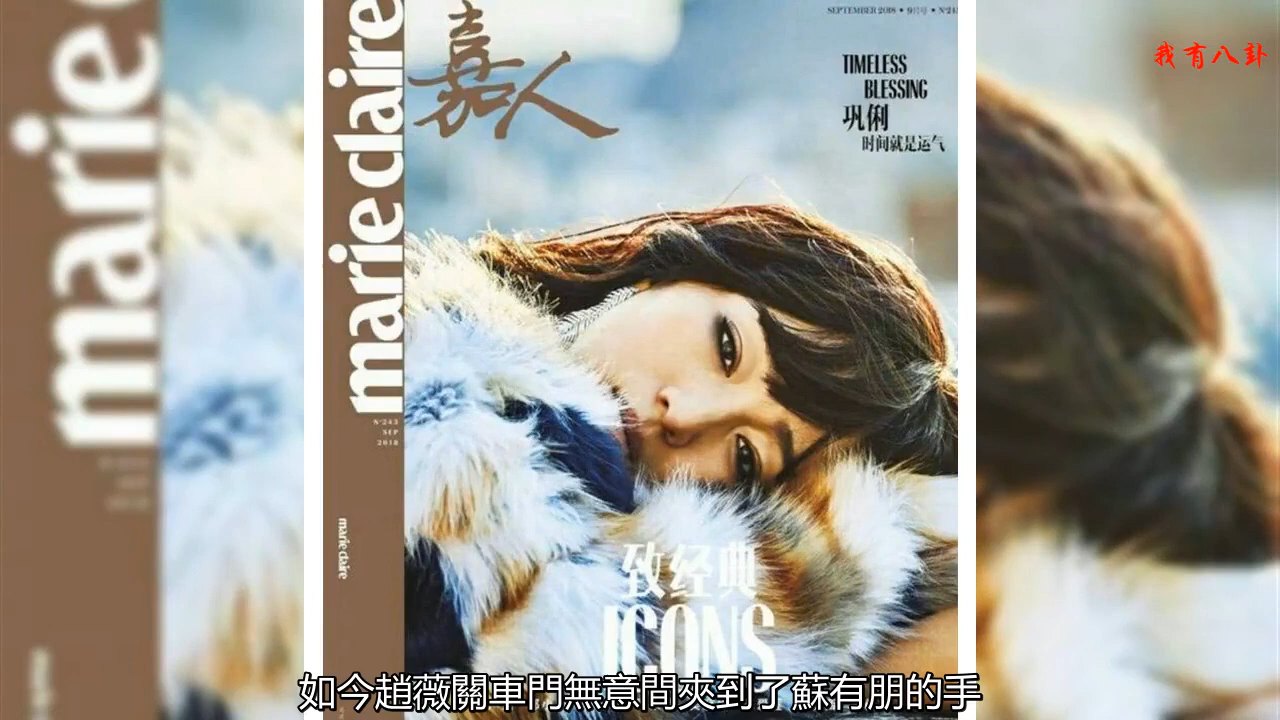 我有八卦
SEPTEMBER 2018 • 9月号 • Nº243
嘉人
marie claire
marie
TIMELESS
BLESSING
巩俐
时间就是运气
Nº243
SEP
2018
marie claire
致经典
ICONS
如今趙薇關車門無意間夾到了蘇有朋的手